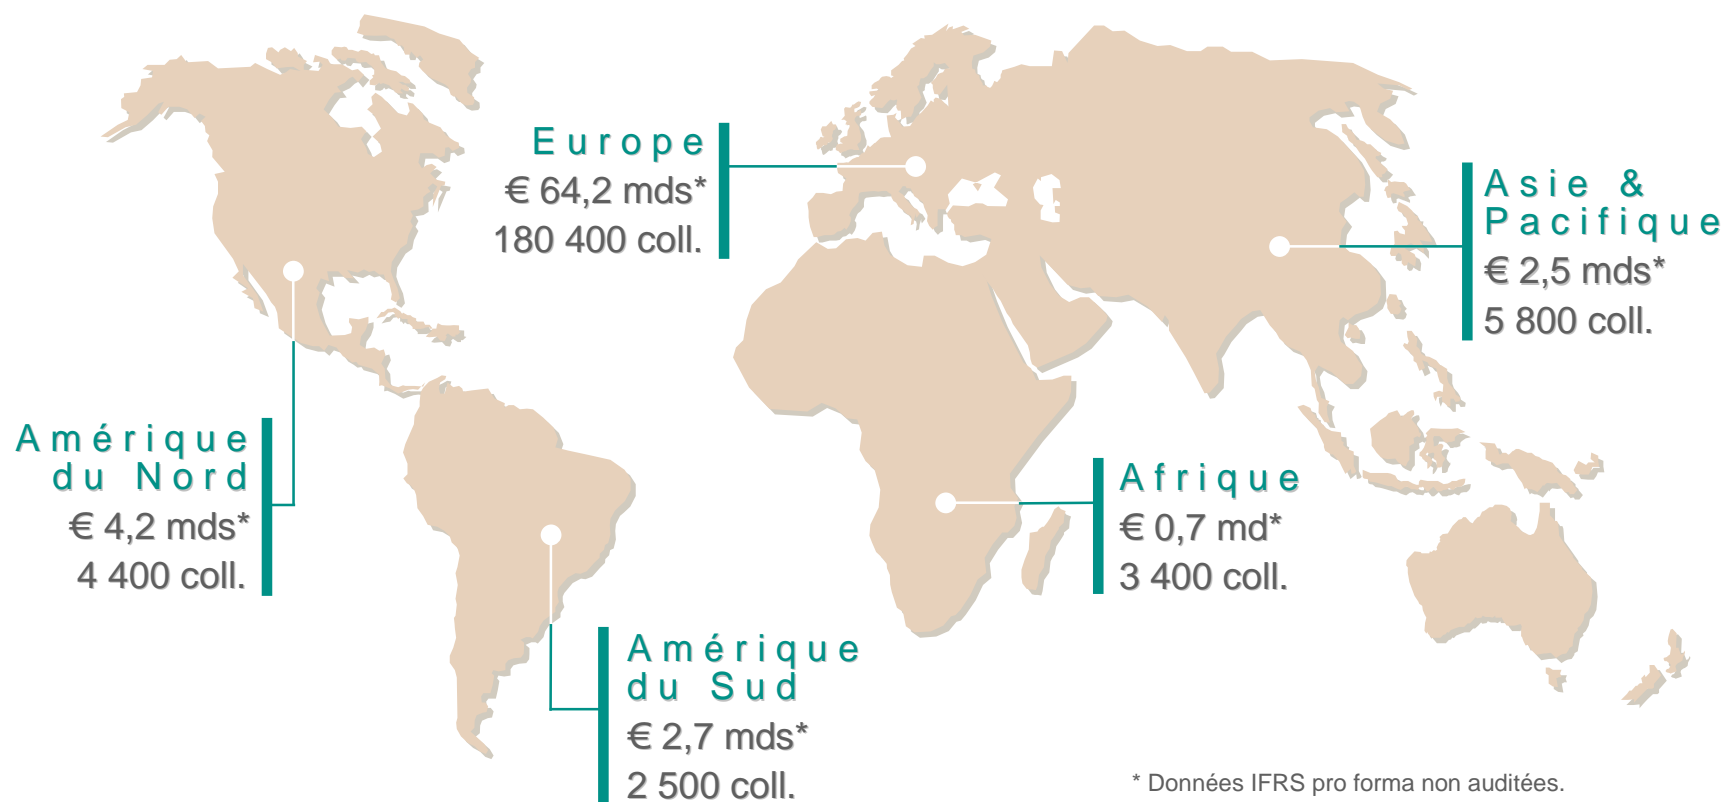 Europe
€ 64,2 mds*
180 400 coll.
Asie &
Pacifique
€ 2,5 mds*
5 800 coll.
Amérique
du Nord
€ 4,2 mds*
4 400 coll.
Afrique
€ 0,7 md*
3 400 coll.
Amérique
du Sud
€ 2,7 mds*
2 500 coll.
* Données IFRS pro forma non auditées.